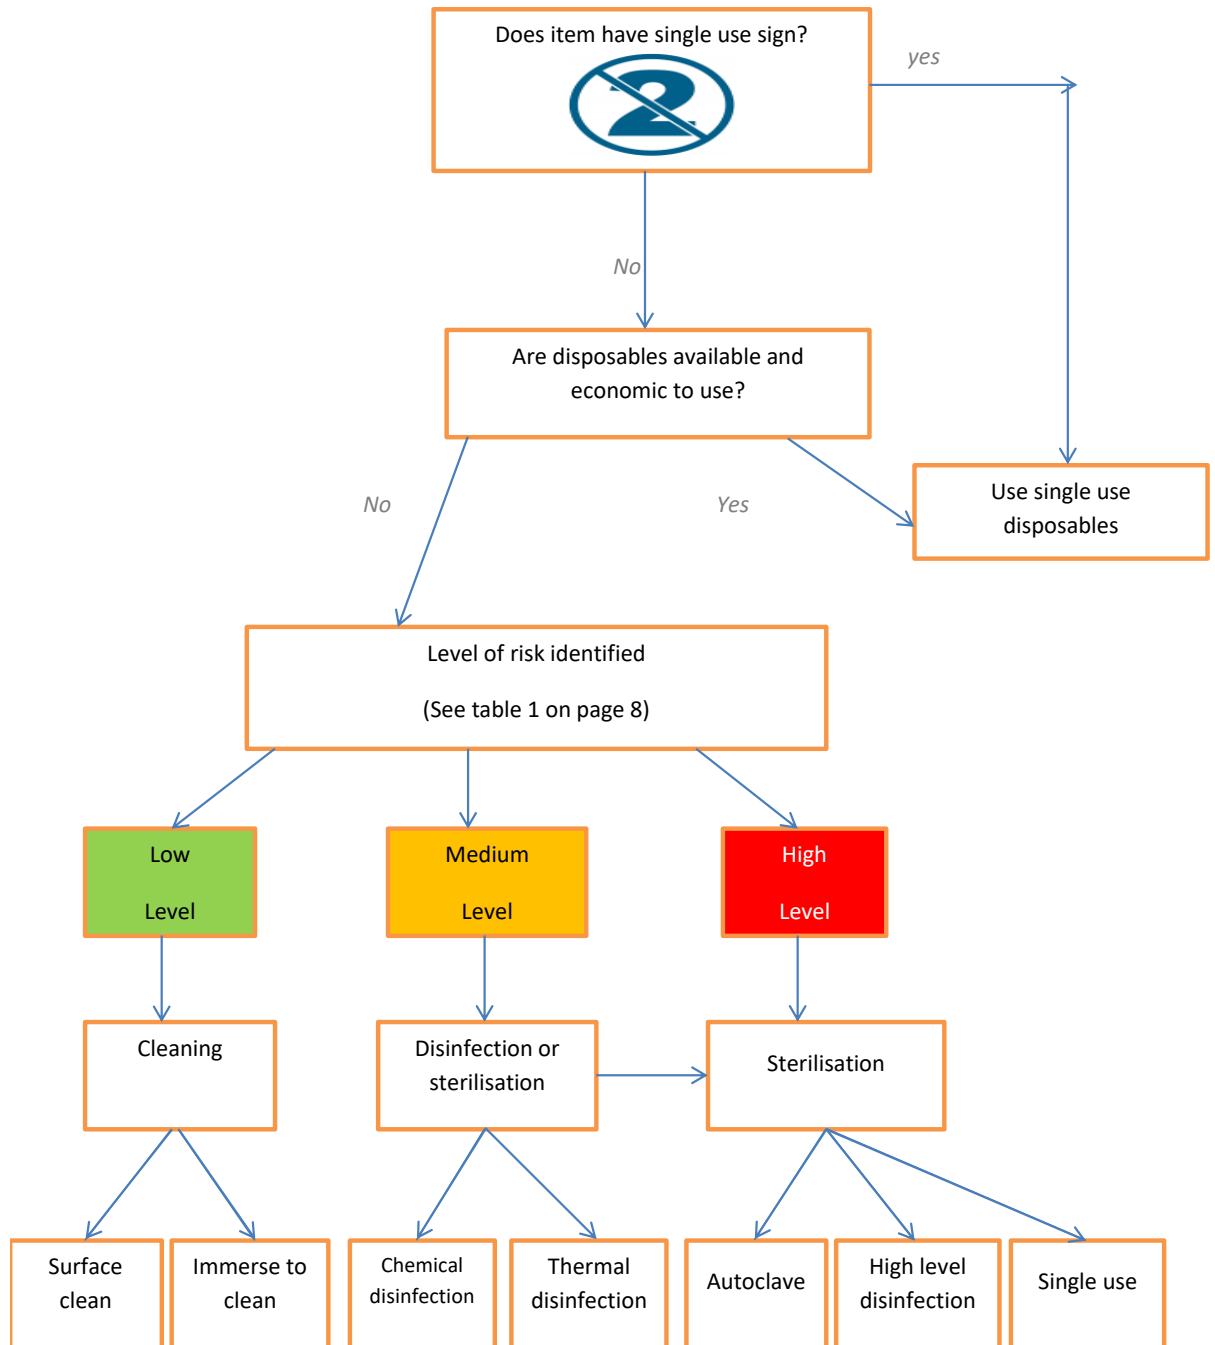 Does item have single use sign?
2
yes
No
Are disposables available and
economic to use?
Use single use
disposables
No
Yes
Level of risk identified
(See table 1 on page 8)
Low
Level
Medium
Level
High
Level
Cleaning
Disinfection or
sterilisation
Sterilisation
Surface
clean
Immerse to
clean
Chemical
disinfection
Thermal
disinfection
Autoclave
High level
disinfection
Single use